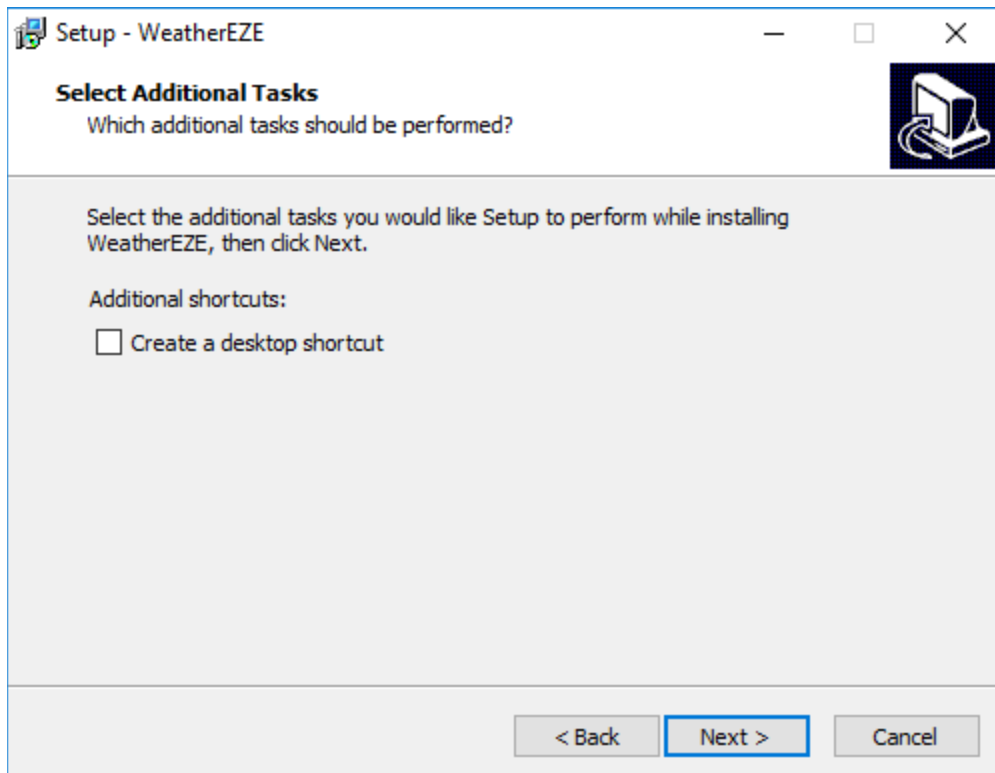 Setup - WeatherEZE
Select Additional Tasks
Which additional tasks should be performed?
Select the additional tasks you would like Setup to perform while installing
WeatherEZE, then click Next.
Additional shortcuts:
Create a desktop shortcut
< Back Next > Cancel